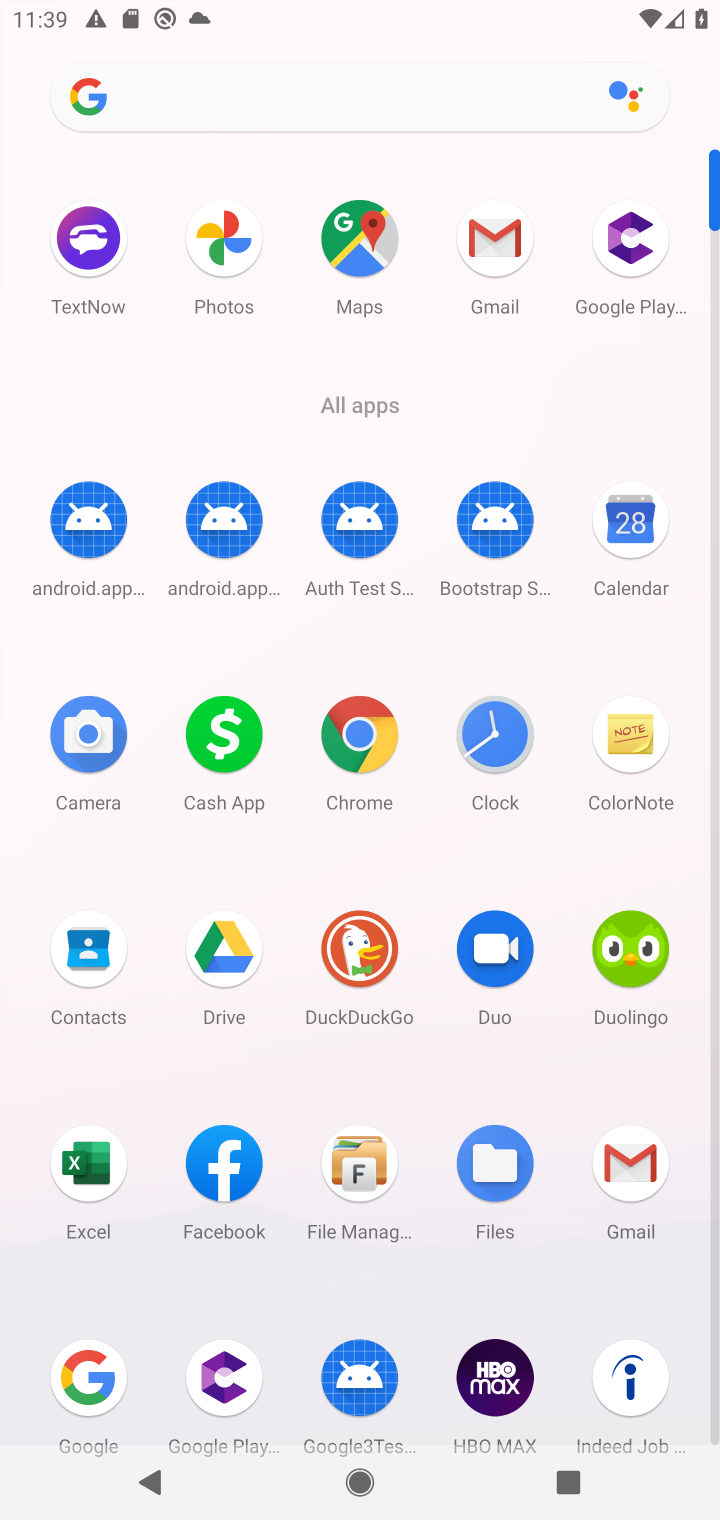 11:39
TextNow Photos Maps Gmail Google Play…
All apps
android.app… android.app… Auth Test S… Bootstrap S… Calendar
28
Camera Cash App Chrome Clock ColorNote
NOTE
Contacts Drive DuckDuckGo Duo Duolingo
Excel Facebook File Manag… Files Gmail
HBO
max
Google Google Play… Google3Tes… HBO MAX Indeed Job …